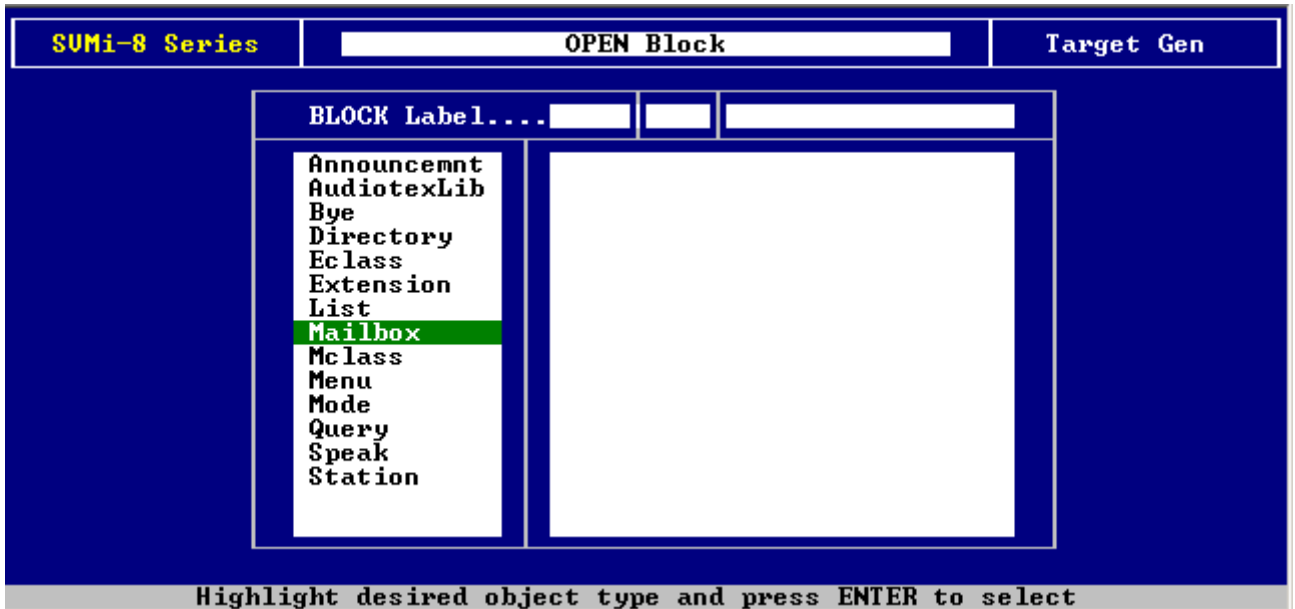 SVMi-8 Series
OPEN Block
Target Gen
BLOCK Label....
Announcemnt
AudiotexLib
Bye
Directory
Eclass
Extension
List
Mailbox
Mclass
Menu
Mode
Query
Speak
Station
Highlight desired object type and press ENTER to select